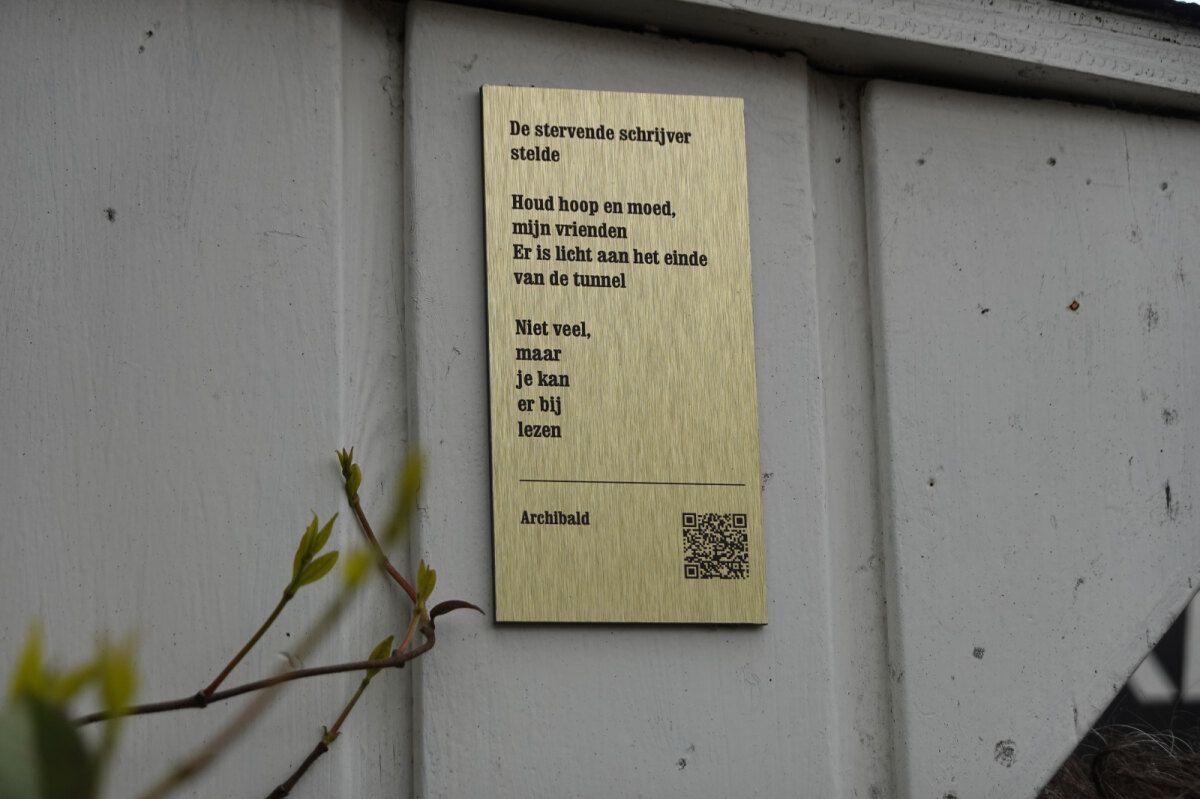 De stervende schrijver
stelde
Houd hoop en moed,
mijn vrienden
Er is licht aan het einde
van de tunnel
Niet veel,
maar
je kan
er bij
lezen
Archibald